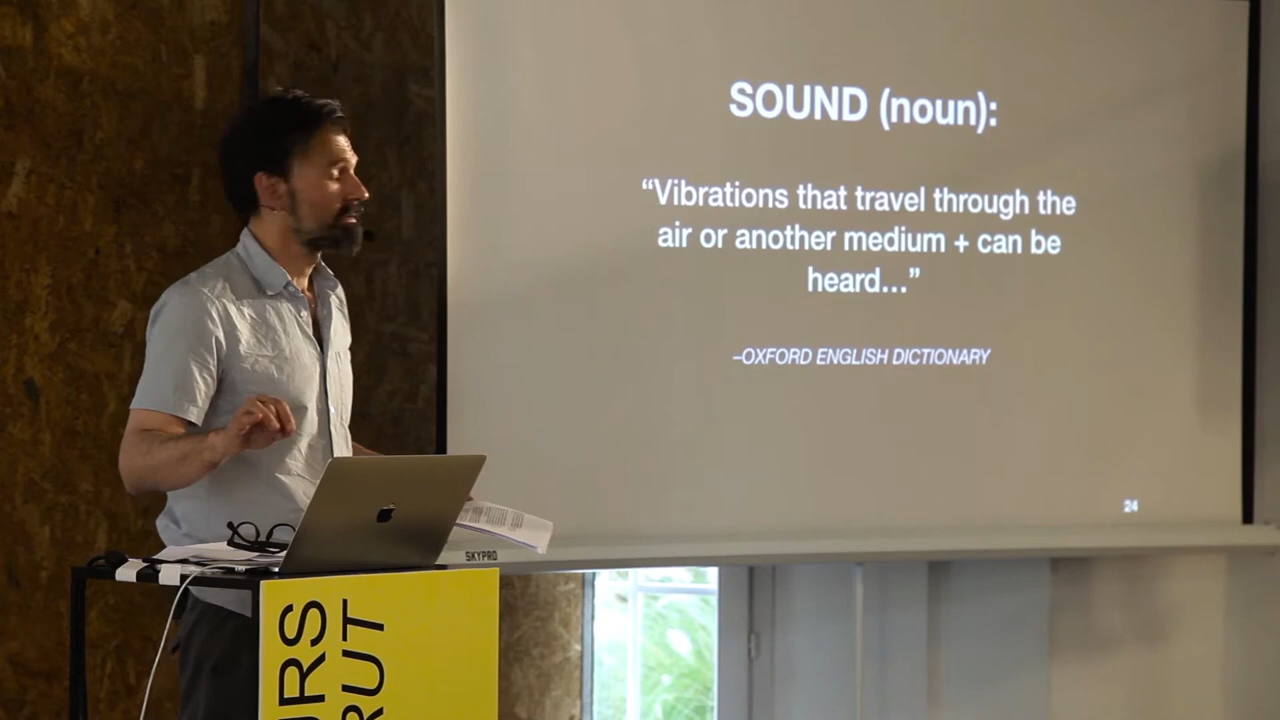 SOUND (noun):
“Vibrations that travel through the
air or another medium + can be
heard...”
–OXFORD ENGLISH DICTIONARY
24
SKYPRO
URS
RUT